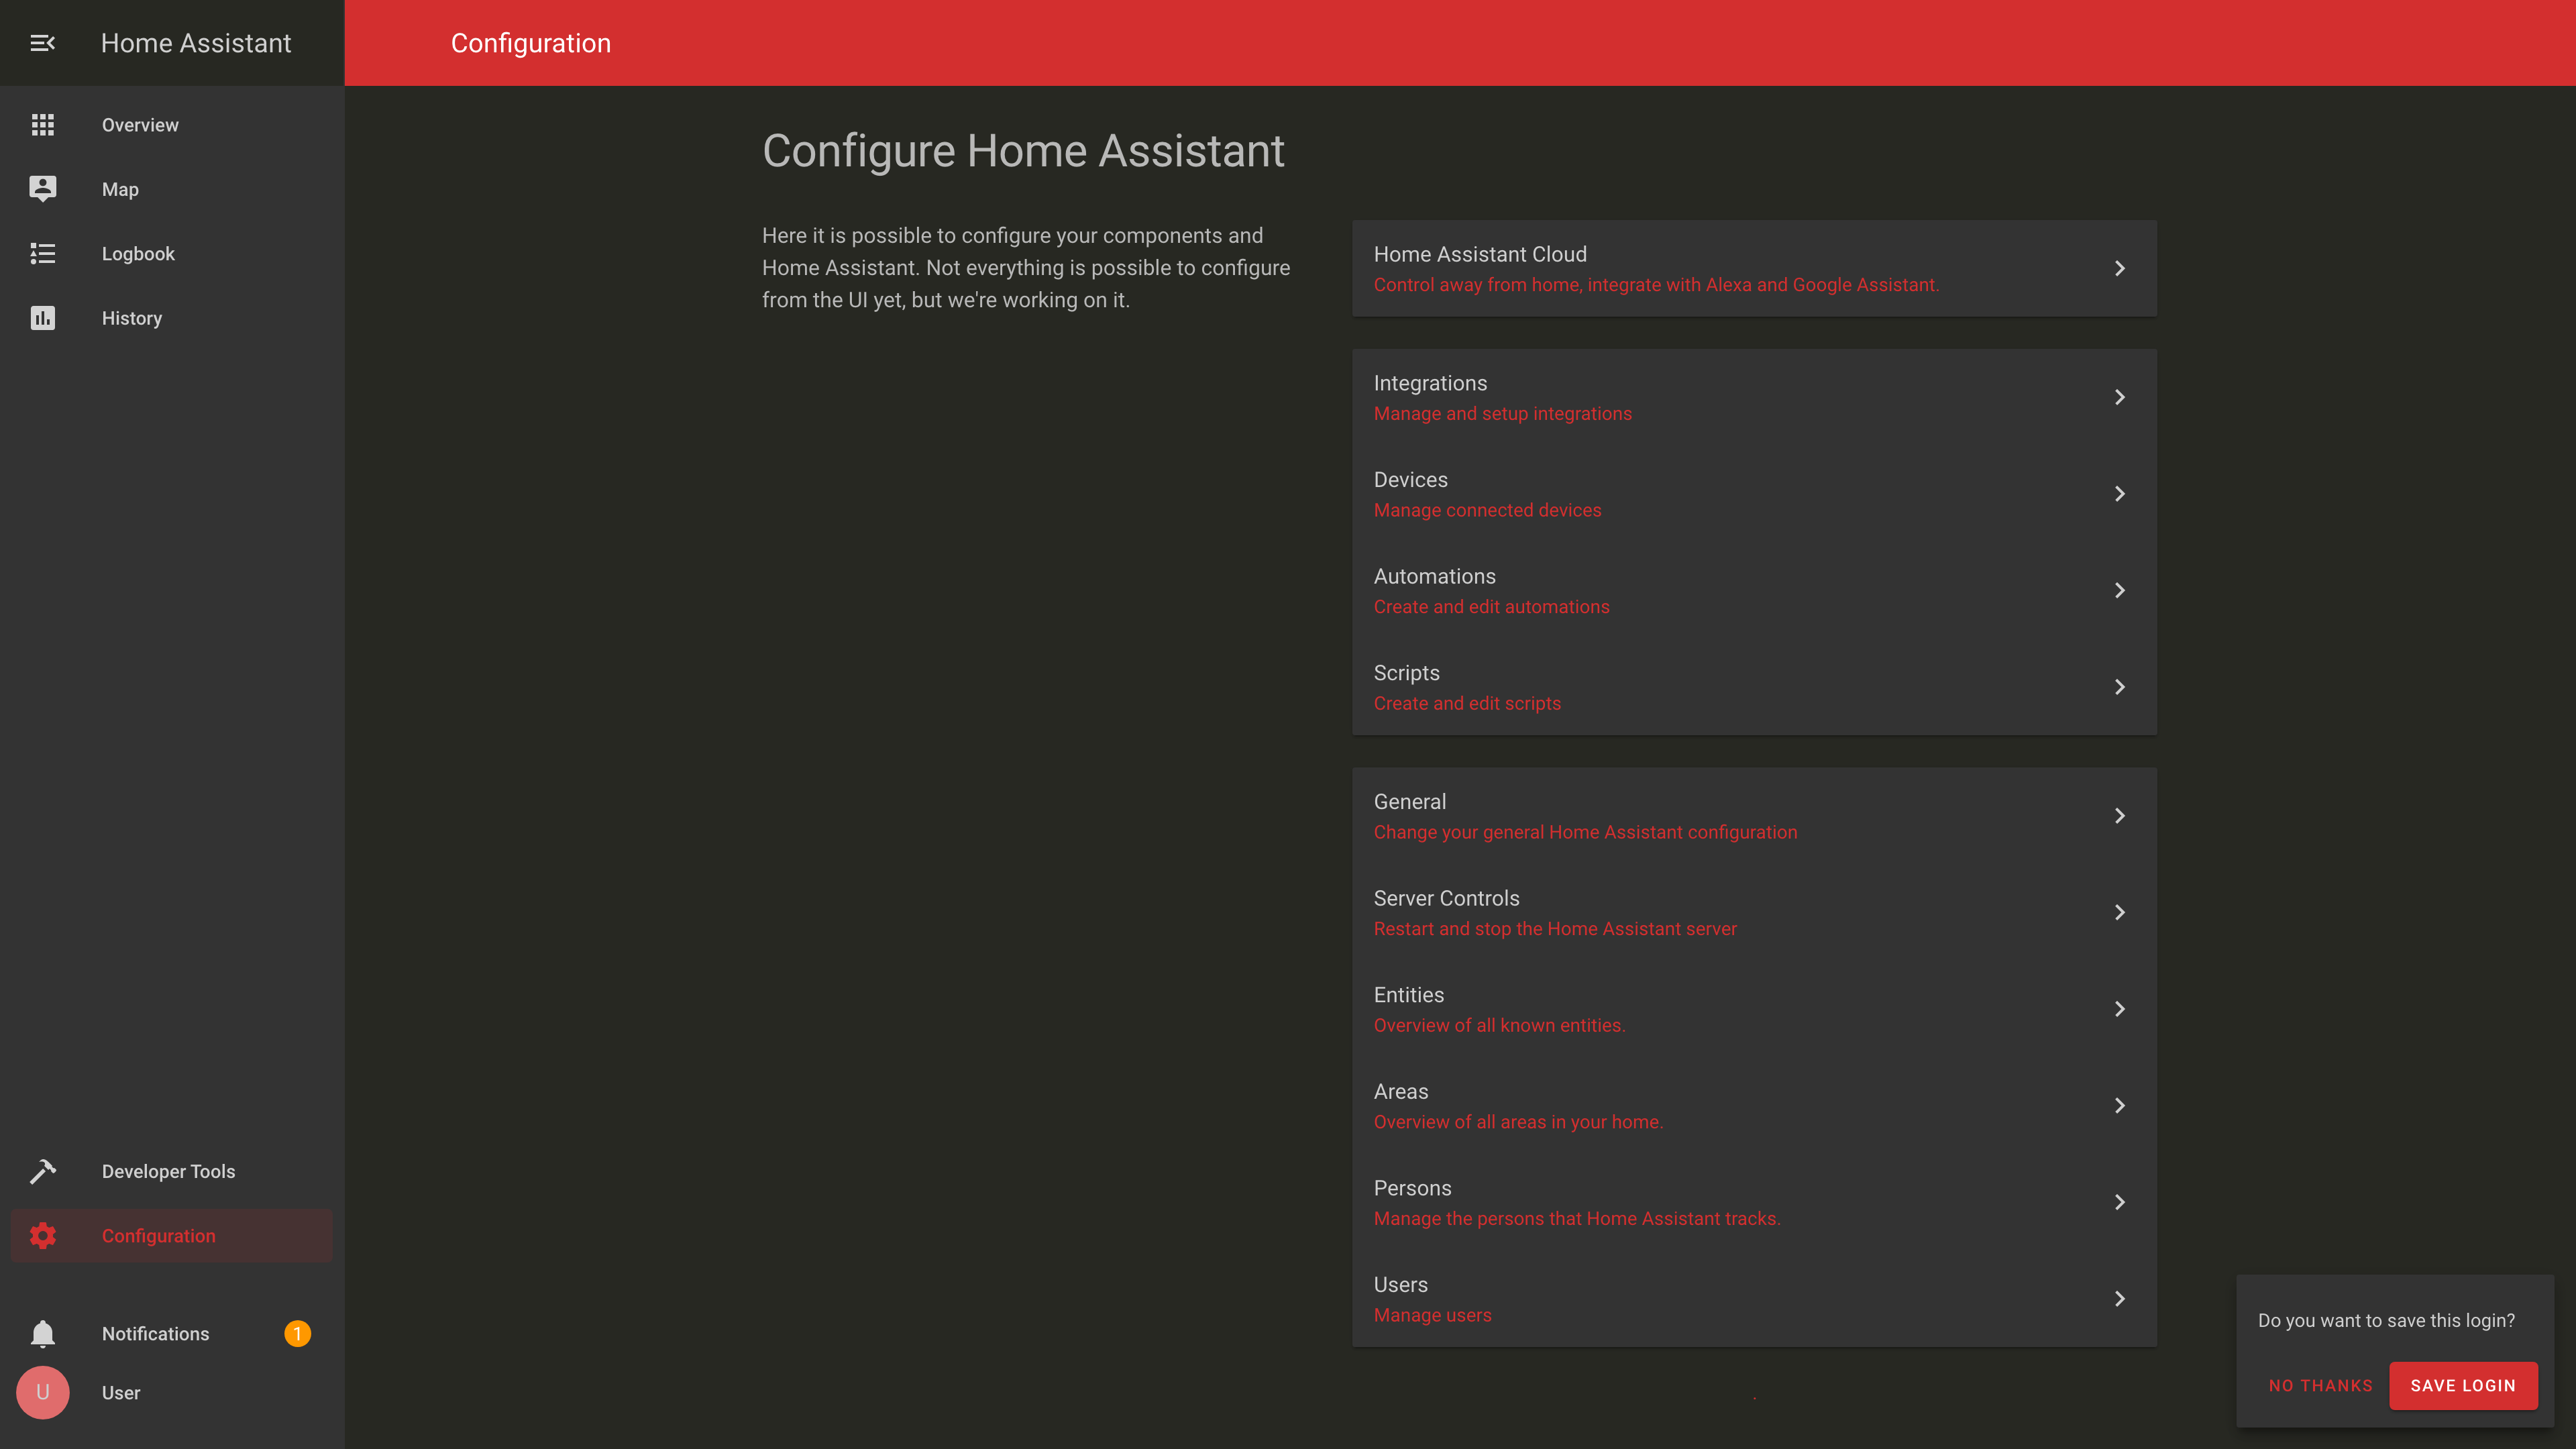 Home Assistant
Configuration
Overview
Map
Logbook
History
Developer Tools
Configuration
Notifications
1
U
User
Configure Home Assistant
Here it is possible to configure your components and
Home Assistant. Not everything is possible to configure
from the UI yet, but we're working on it.
Home Assistant Cloud
Control away from home, integrate with Alexa and Google Assistant.
Integrations
Manage and setup integrations
Devices
Manage connected devices
Automations
Create and edit automations
Scripts
Create and edit scripts
General
Change your general Home Assistant configuration
Server Controls
Restart and stop the Home Assistant server
Entities
Overview of all known entities.
Areas
Overview of all areas in your home.
Persons
Manage the persons that Home Assistant tracks.
Users
Manage users
.
Do you want to save this login?
NO THANKS SAVE LOGIN